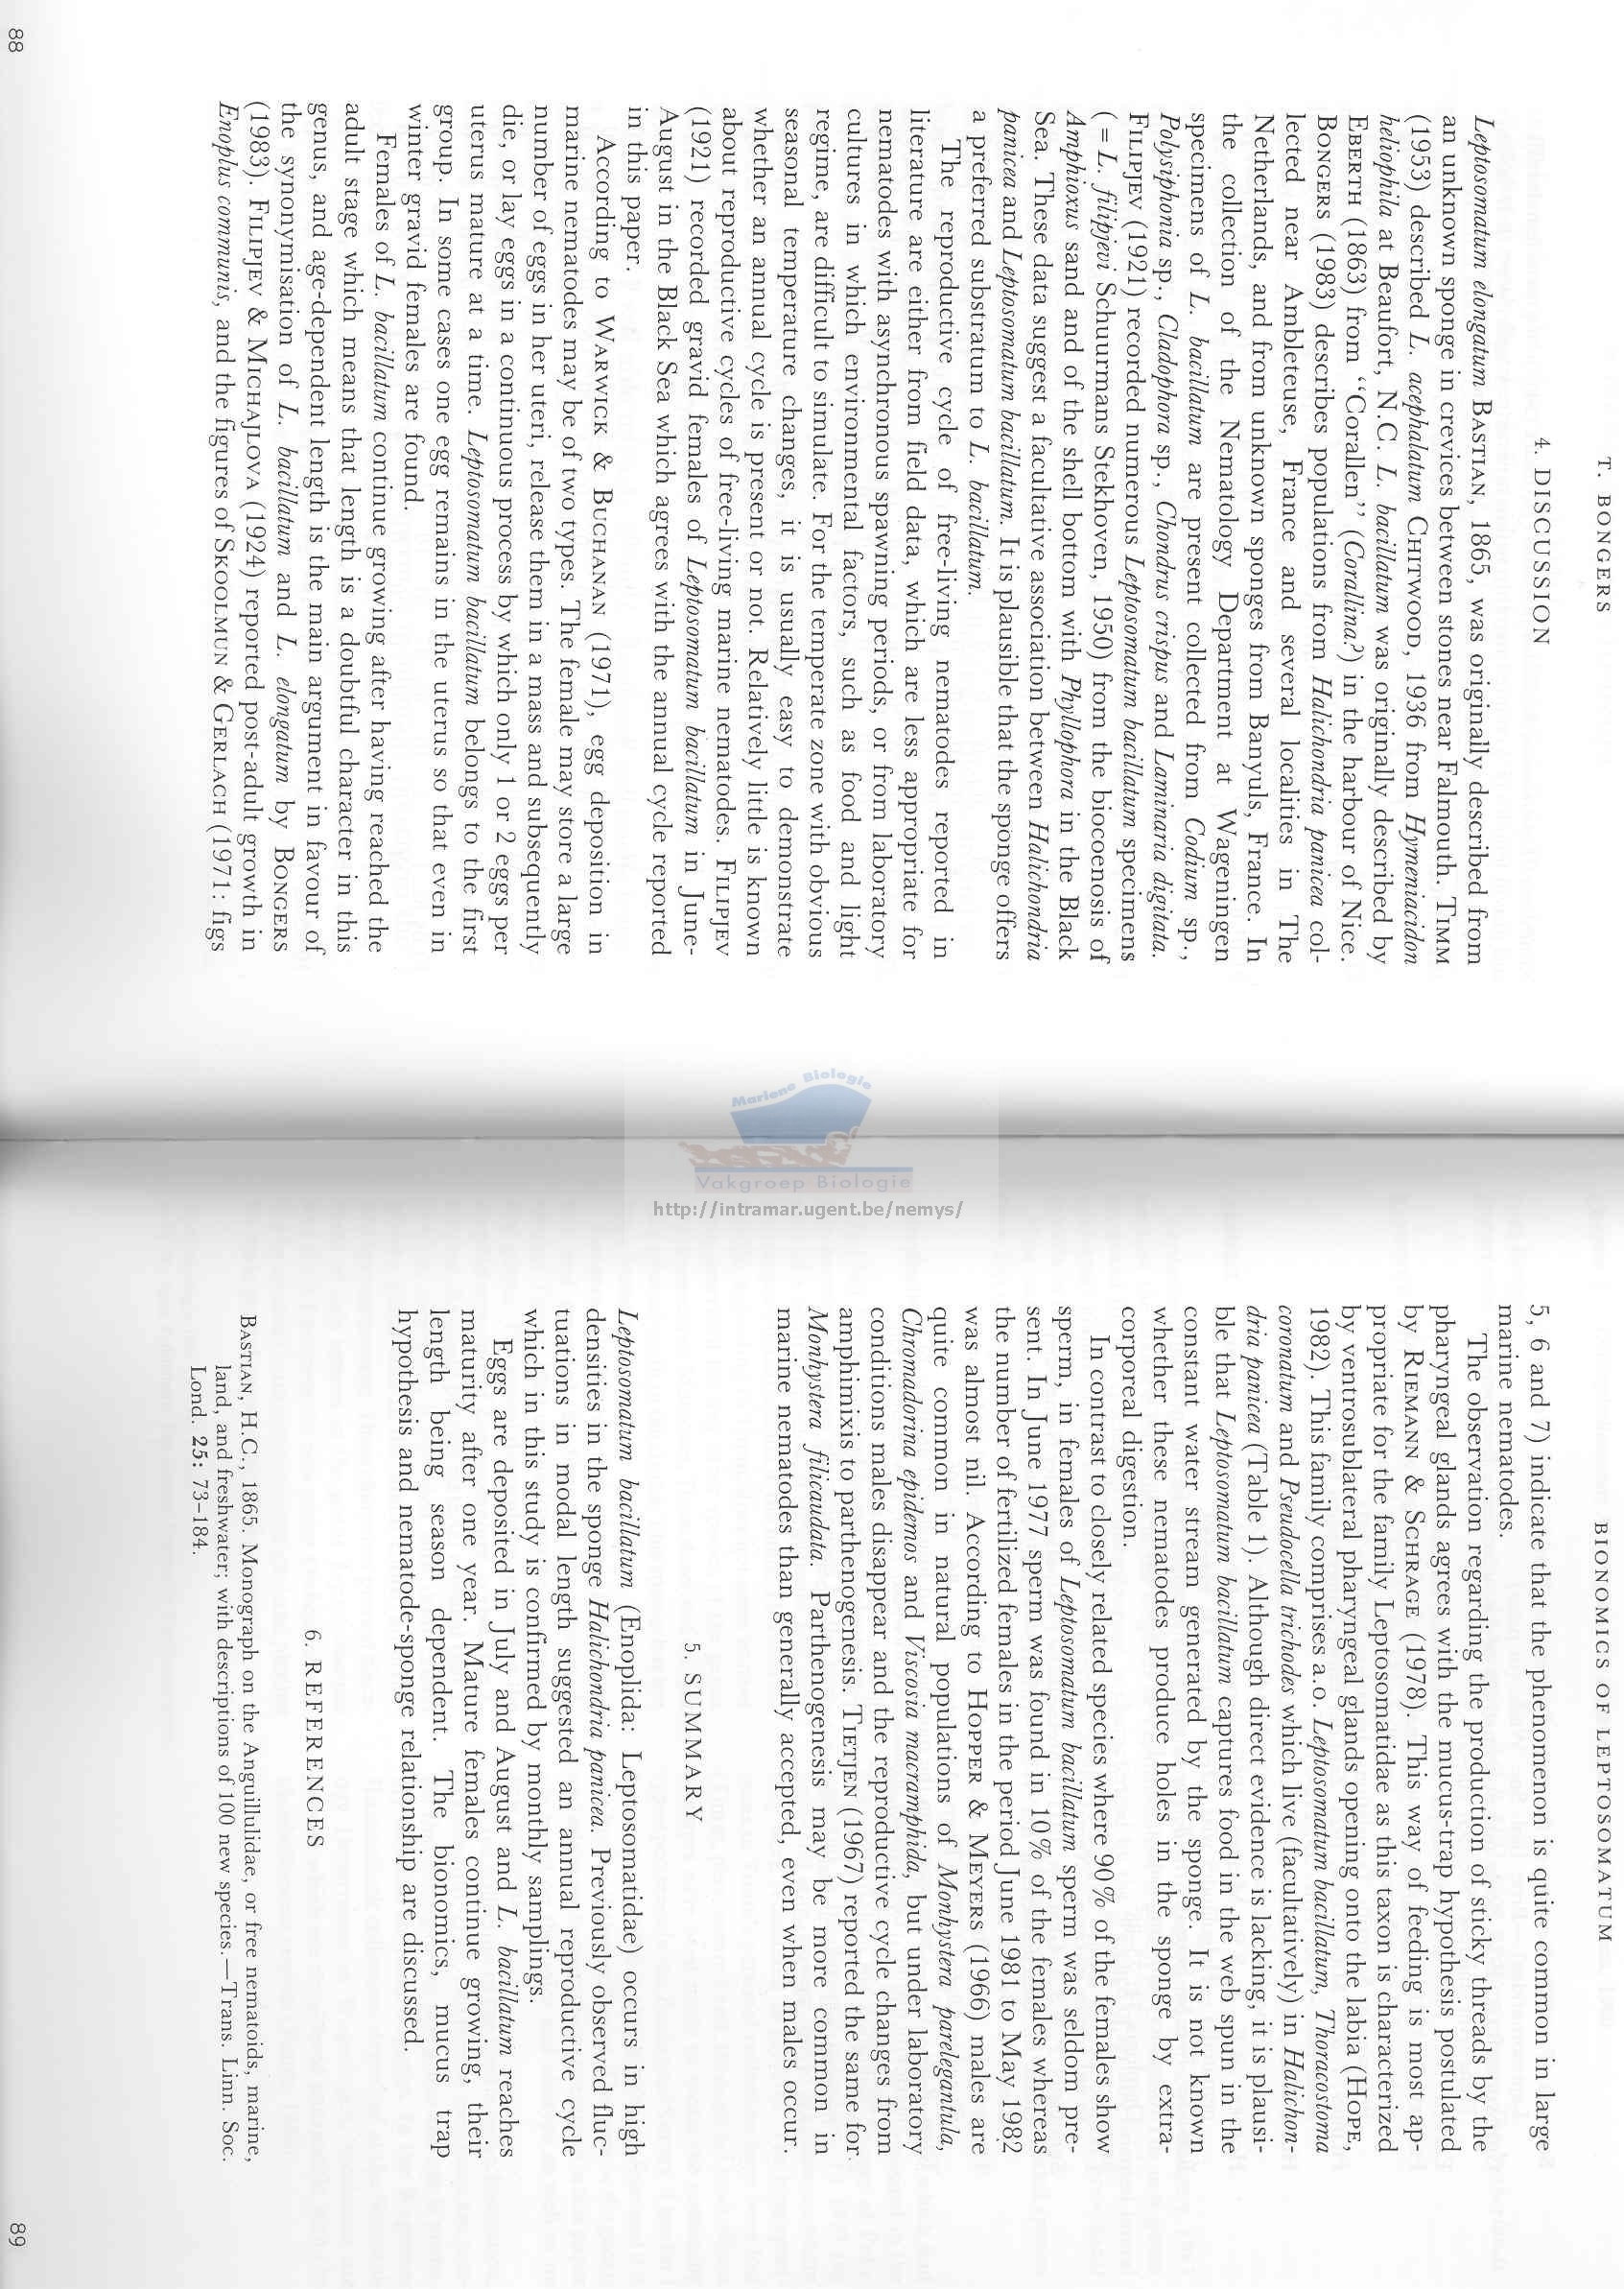 T. BONGERS
4. DISCUSSION
Leptosomatum elongatum BASTIAN, 1865, was originally described from
an unknown sponge in crevices between stones near Falmouth. TIMM
(1953) described L. acephalatum CHITWOOD, 1936 from Hymeniacidon
heliophila at Beaufort, N.C. L. bacillatum was originally described by
EBERTH (1863) from “Corallen” (Corallina?) in the harbour of Nice.
BONGERS (1983) describes populations from Halichondria panicea col-
lected near Ambleteuse, France and several localities in The
Netherlands, and from unknown sponges from Banyuls, France. In
the collection of the Nematology Department at Wageningen
specimens of L. bacillatum are present collected from Codium sp.,
Polysiphonia sp., Cladophora sp., Chondrus crispus and Laminaria digitata.
FILIPJEV (1921) recorded numerous Leptosomatum bacillatum specimens
(= L. filipjevi Schuurmans Stekhoven, 1950) from the biocoenosis of
Amphioxus sand and of the shell bottom with Phyllophora in the Black
Sea. These data suggest a facultative association between Halichondria
panicea and Leptosomatum bacillatum. It is plausible that the sponge offers
a preferred substratum to L. bacillatum.
The reproductive cycle of free-living nematodes reported in
literature are either from field data, which are less appropriate for
nematodes with asynchronous spawning periods, or from laboratory
cultures in which environmental factors, such as food and light
regime, are difficult to simulate. For the temperate zone with obvious
seasonal temperature changes, it is usually easy to demonstrate
whether an annual cycle is present or not. Relatively little is known
about reproductive cycles of free-living marine nematodes. FILIPJEV
(1921) recorded gravid females of Leptosomatum bacillatum in June-
August in the Black Sea which agrees with the annual cycle reported
in this paper.
According to WARWICK & BUCHANAN (1971), egg deposition in
marine nematodes may be of two types. The female may store a large
number of eggs in her uteri, release them in a mass and subsequently
die, or lay eggs in a continuous process by which only 1 or 2 eggs per
uterus mature at a time. Leptosomatum bacillatum belongs to the first
group. In some cases one egg remains in the uterus so that even in
winter gravid females are found.
Females of L. bacillatum continue growing after having reached the
adult stage which means that length is a doubtful character in this
genus, and age-dependent length is the main argument in favour of
the synonymisation of L. bacillatum and L. elongatum by BONGERS
(1983). FILIPJEV & MICHAJLOVA (1924) reported post-adult growth in
Enoplus communis, and the figures of SKOOLMUN & GERLACH (1971: figs
88
BIONOMICS OF LEPTOSOMATUM
5, 6 and 7) indicate that the phenomenon is quite common in large
marine nematodes.
The observation regarding the production of sticky threads by the
pharyngeal glands agrees with the mucus-trap hypothesis postulated
by RIEMANN & SCHRAGE (1978). This way of feeding is most ap-
propriate for the family Leptosomatidae as this taxon is characterized
by ventrosublateral pharyngeal glands opening onto the labia (HOPE,
1982). This family comprises a.o. Leptosomatum bacillatum, Thoracostoma
coronatum and Pseudocella trichodes which live (facultatively) in Halichon-
dria panicea (Table 1). Although direct evidence is lacking, it is plausi-
ble that Leptosomatum bacillatum captures food in the web spun in the
constant water stream generated by the sponge. It is not known
whether these nematodes produce holes in the sponge by extra-
corporeal digestion.
In contrast to closely related species where 90% of the females show
sperm, in females of Leptosomatum bacillatum sperm was seldom pre-
sent. In June 1977 sperm was found in 10% of the females whereas
the number of fertilized females in the period June 1981 to May 1982
was almost nil. According to HOPPER & MEYERS (1966) males are
quite common in natural populations of Monhystera parelegantula,
Chromadorina epidemos and Viscosia macramphida, but under laboratory
conditions males disappear and the reproductive cycle changes from
amphimixis to parthenogenesis. TIETJEN (1967) reported the same for
Monhystera filicaudata. Parthenogenesis may be more common in
marine nematodes than generally accepted, even when males occur.
5. SUMMARY
Leptosomatum bacillatum (Enoplida: Leptosomatidae) occurs in high
densities in the sponge Halichondria panicea. Previously observed fluc-
tuations in modal length suggested an annual reproductive cycle
which in this study is confirmed by monthly samplings.
Eggs are deposited in July and August and L. bacillatum reaches
maturity after one year. Mature females continue growing, their
length being season dependent. The bionomics, mucus trap
hypothesis and nematode-sponge relationship are discussed.
6. REFERENCES
BASTIAN, H.C., 1865. Monograph on the Anguillulidae, or free nematoids, marine,
land, and freshwater; with descriptions of 100 new species.—Trans. Linn. Soc.
Lond. 25: 73-184.
89
Mariene Biologie
Vakgroep Biologie
http://intramar.ugent.be/nemys/